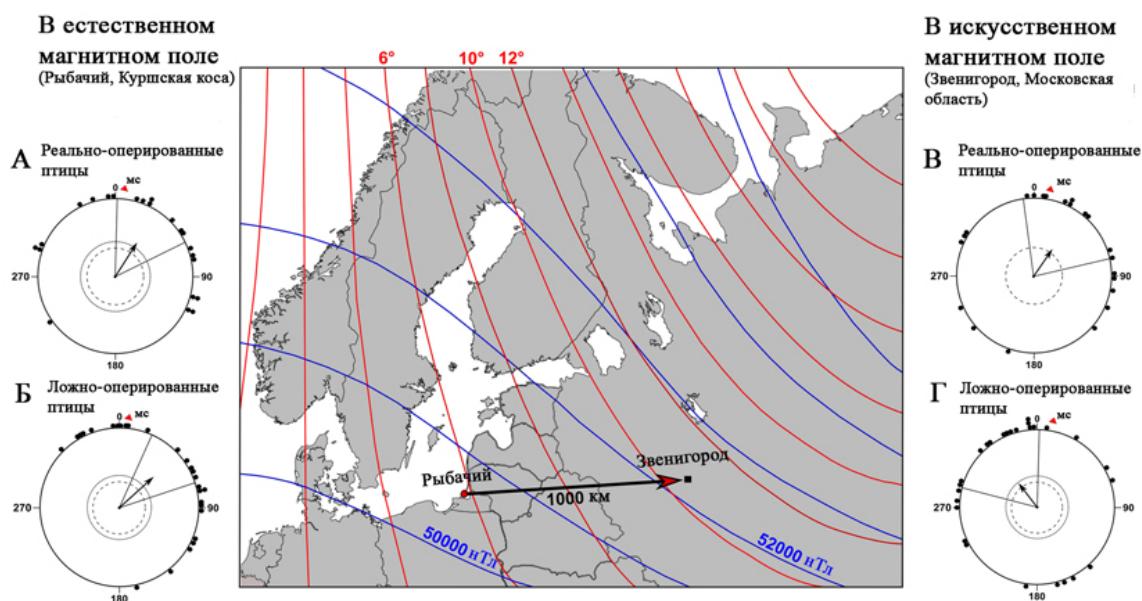 В естественном
магнитном поле
(Рыбачий, Куршская коса)
А
Реально-оперированные
птицы
0
мс
270
90
180
Б
Ложно-оперированные
птицы
0
мс
270
90
180
6°
10°
12°
Рыбачий
Звенигород
1000 км
50000 нТл
52000 нТл
В искусственном
магнитном поле
(Звенигород, Московская
область)
В
Реально-оперированные
птицы
0
мс
270
90
180
Г
Ложно-оперированные
птицы
0
мс
270
90
180